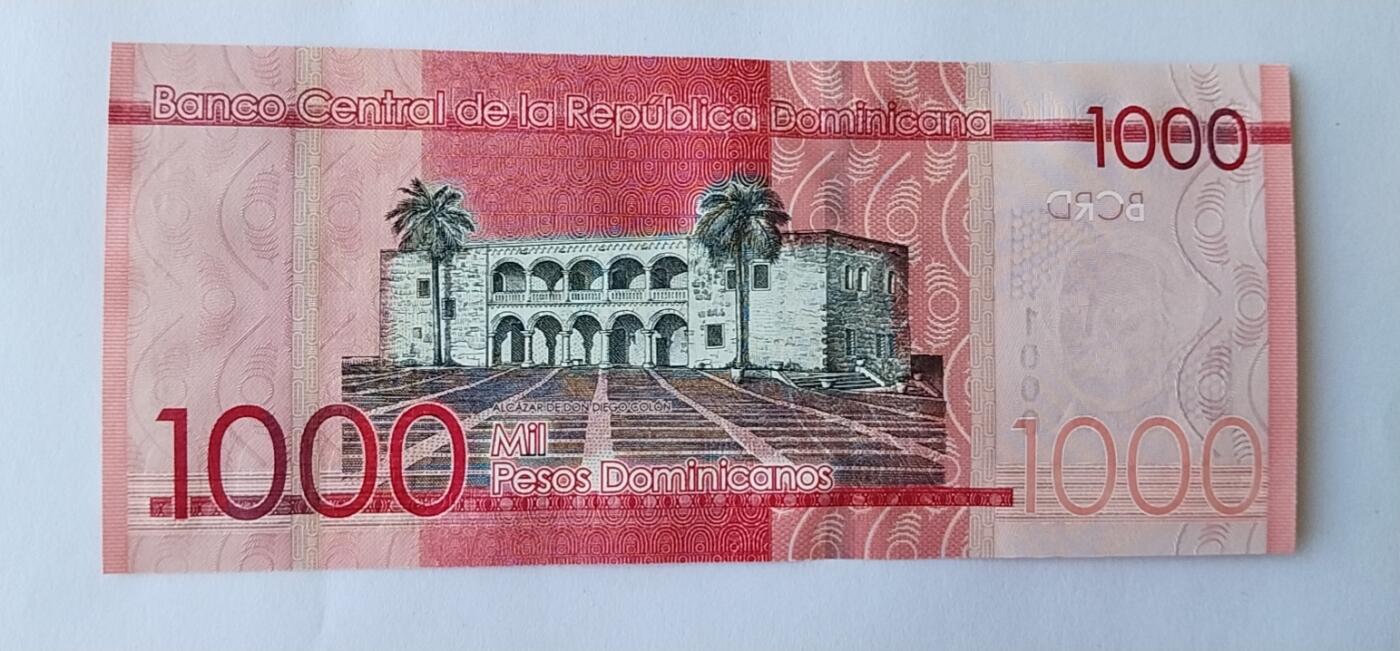 Banco Central de la República Dominicana
1000
BCRD
ALCÁZAR DE DON DIEGO COLÓN
1000
Mil
Pesos Dominicanos
1000